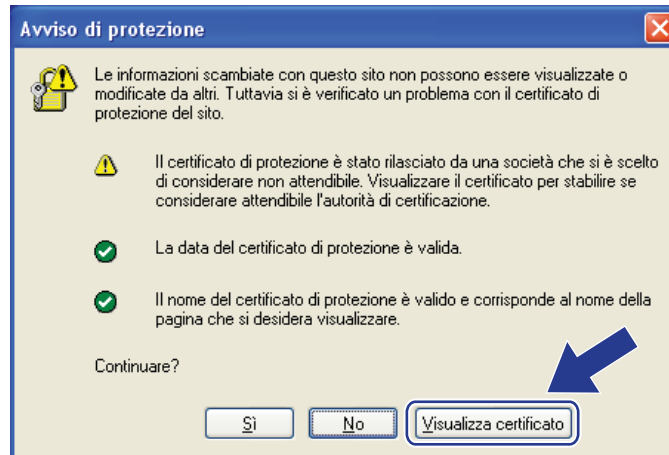 Avviso di protezione
Le informazioni scambiate con questo sito non possono essere visualizzate o
modificate da altri. Tuttavia si è verificato un problema con il certificato di
protezione del sito.
Il certificato di protezione è stato rilasciato da una società che si è scelto
di considerare non attendibile. Visualizzare il certificato per stabilire se
considerare attendibile l'autorità di certificazione.
La data del certificato di protezione è valida.
Il nome del certificato di protezione è valido e corrisponde al nome della
pagina che si desidera visualizzare.
Continuare?
Sì No Visualizza certificato